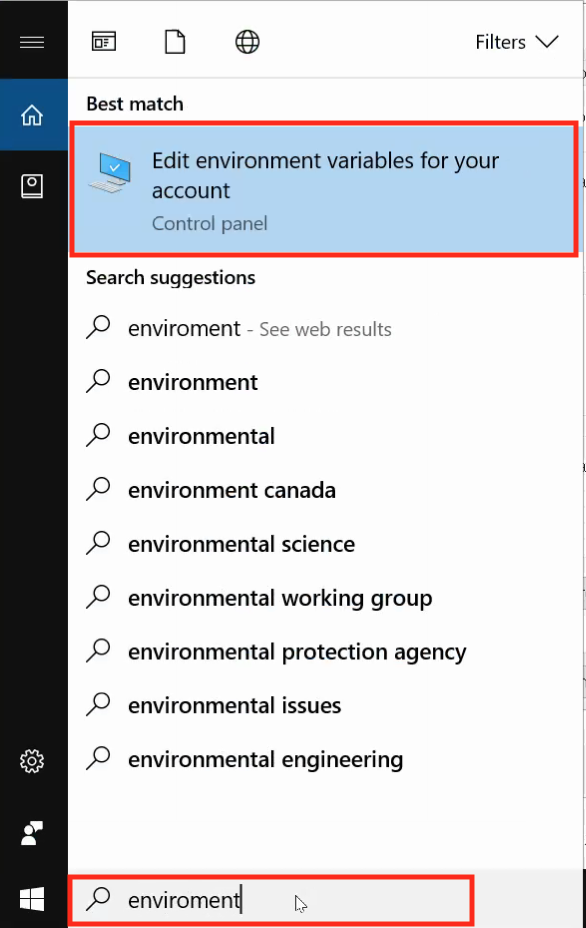 Filters
Best match
Edit environment variables for your
account
Control panel
Search suggestions
enviroment - See web results
environment
environmental
environment canada
environmental science
environmental working group
environmental protection agency
environmental issues
environmental engineering
enviroment